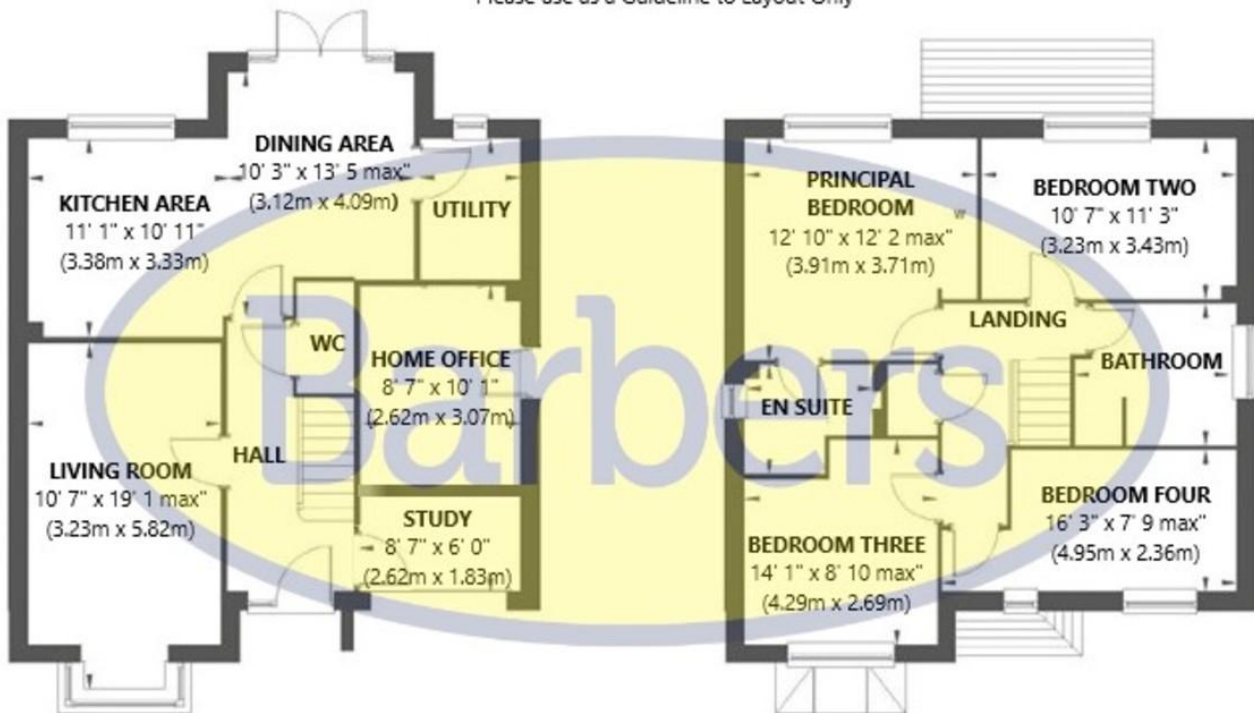 Please use as a Guideline to Layout Only
DINING AREA
10' 3" x 13' 5 max"
(3.12m x 4.09m)
KITCHEN AREA
11' 1" x 10' 11"
(3.38m x 3.33m)
UTILITY
WC
HOME OFFICE
8' 7" x 10' 1"
(2.62m x 3.07m)
HALL
LIVING ROOM
10' 7" x 19' 1 max"
(3.23m x 5.82m)
STUDY
8' 7" x 6' 0"
(2.62m x 1.83m)
PRINCIPAL
BEDROOM
12' 10" x 12' 2 max"
(3.91m x 3.71m)
W
BEDROOM TWO
10' 7" x 11' 3"
(3.23m x 3.43m)
LANDING
BATHROOM
EN SUITE
BEDROOM THREE
14' 1" x 8' 10 max"
(4.29m x 2.69m)
BEDROOM FOUR
16' 3" x 7' 9 max"
(4.95m x 2.36m)
Barbers